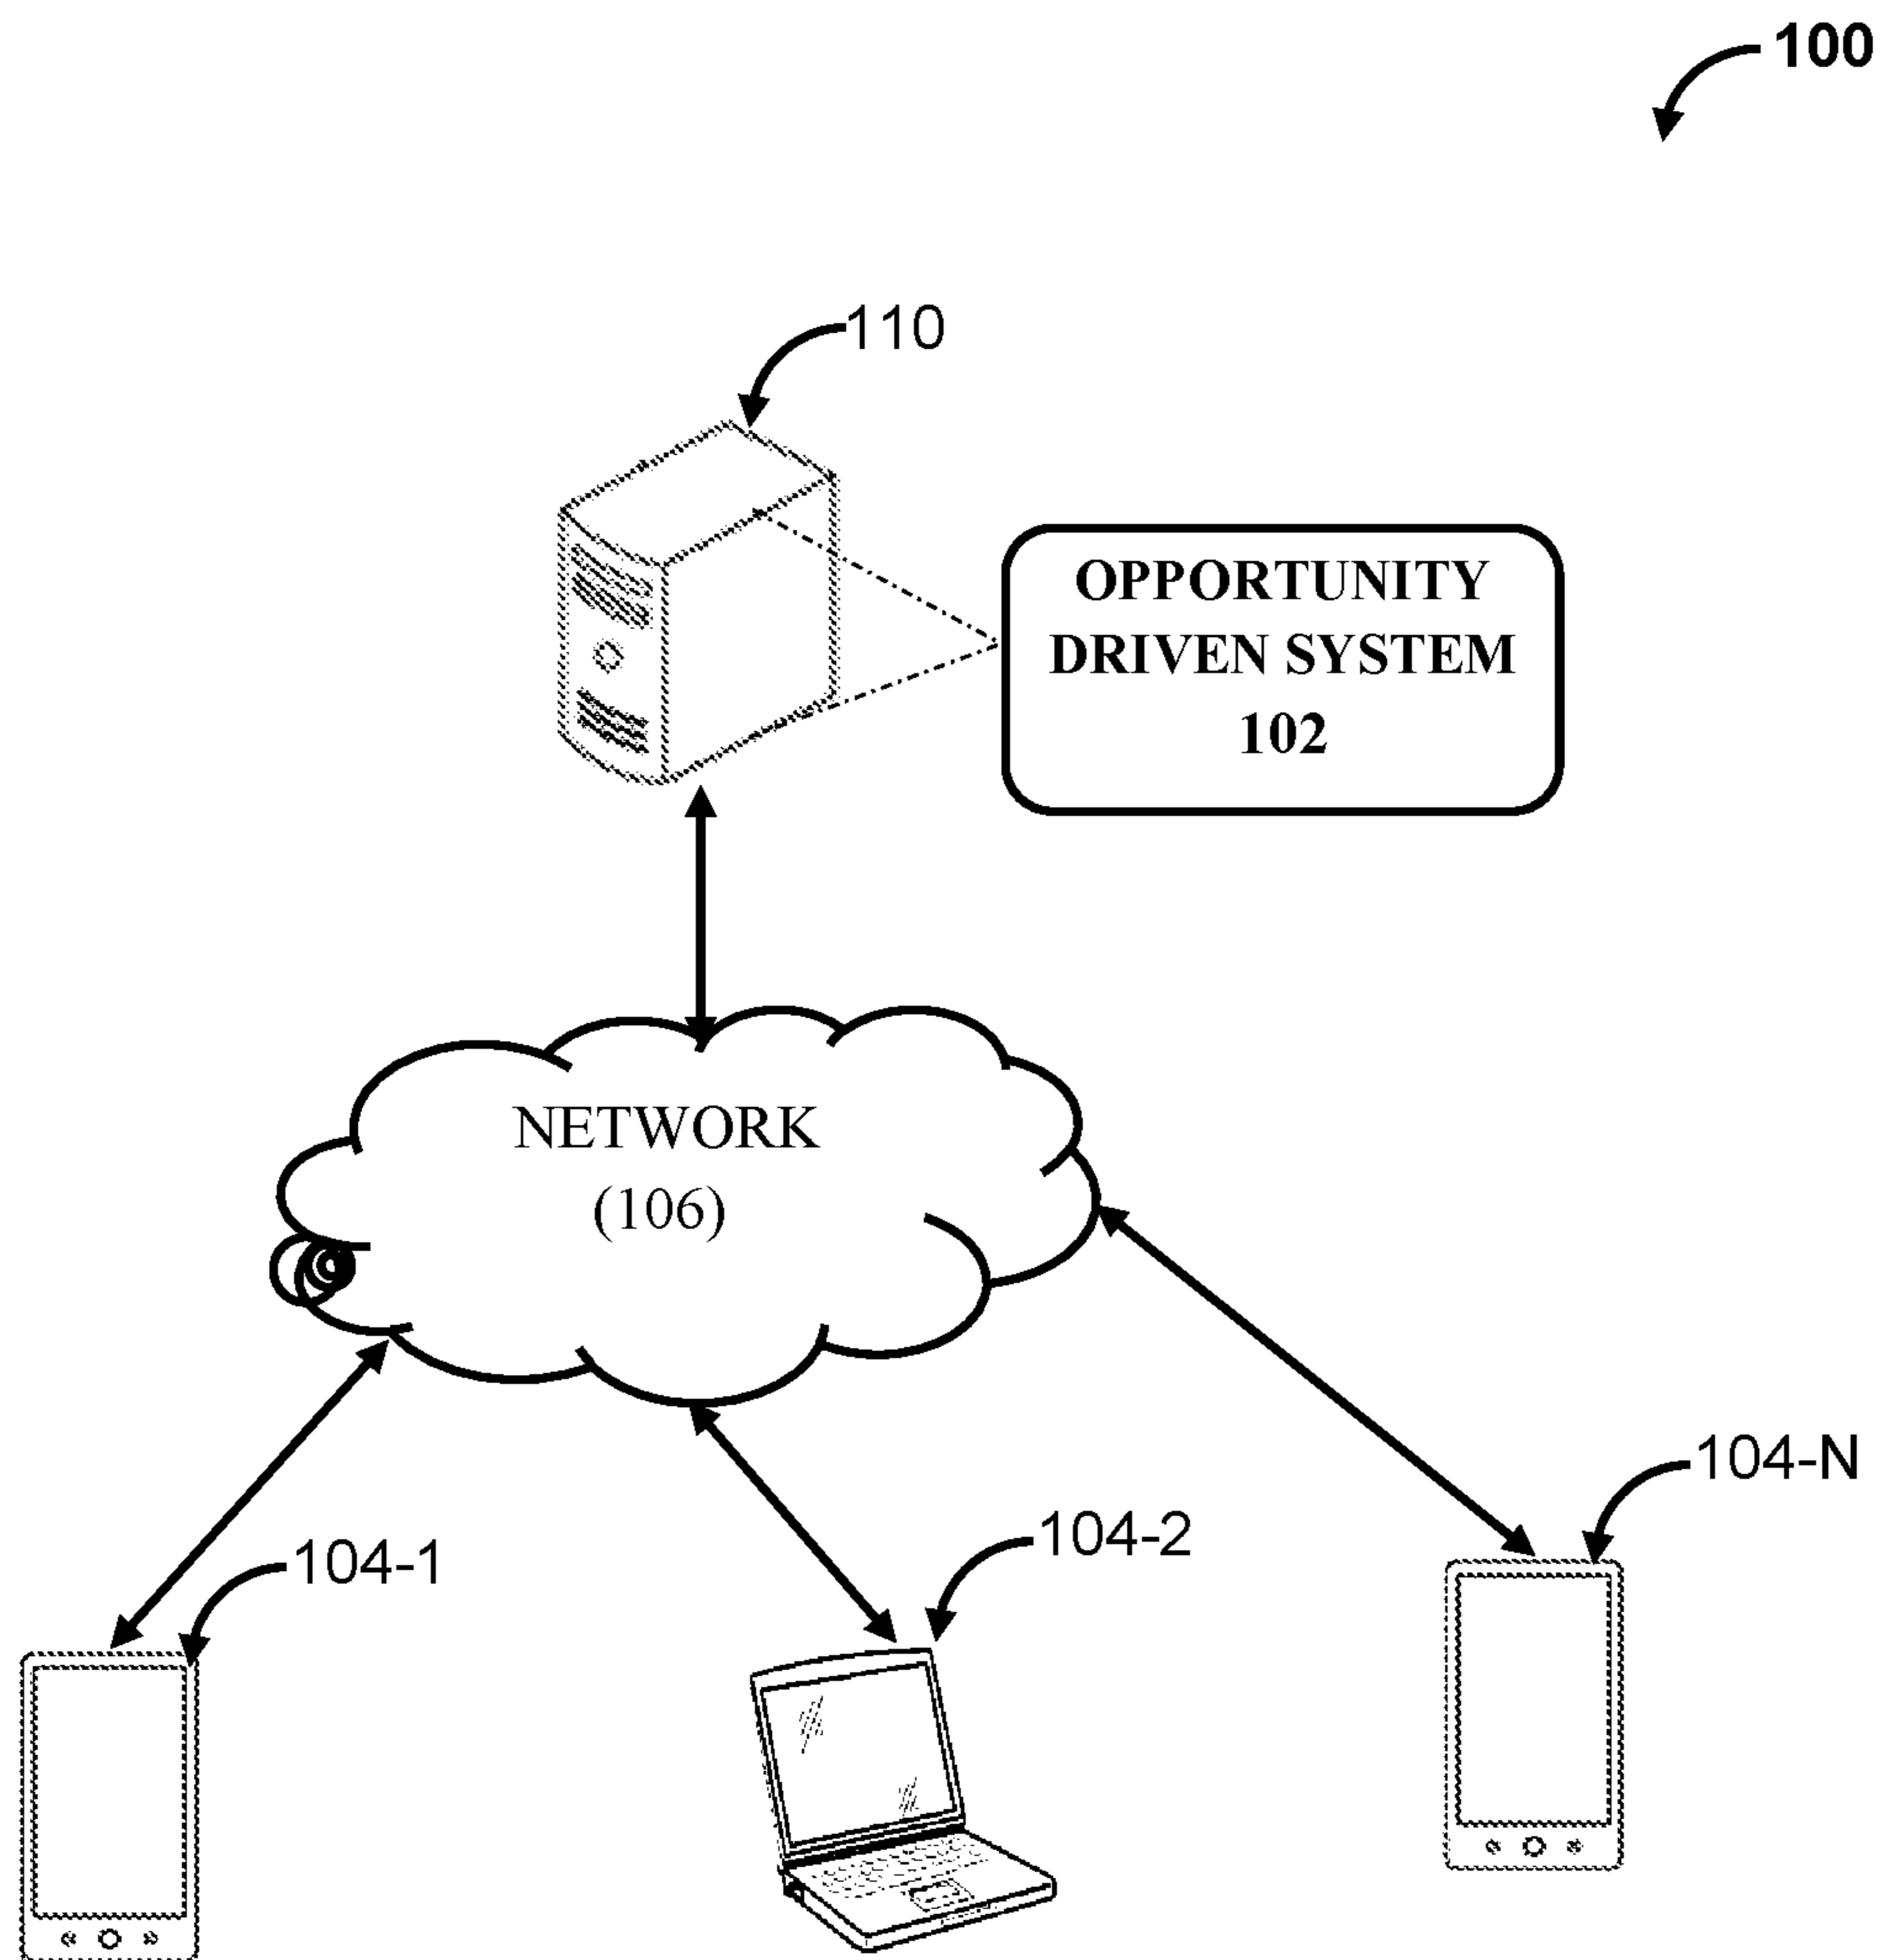 100
110
OPPORTUNITY
DRIVEN SYSTEM
102
NETWORK
(106)
104-N
104-2
104-1